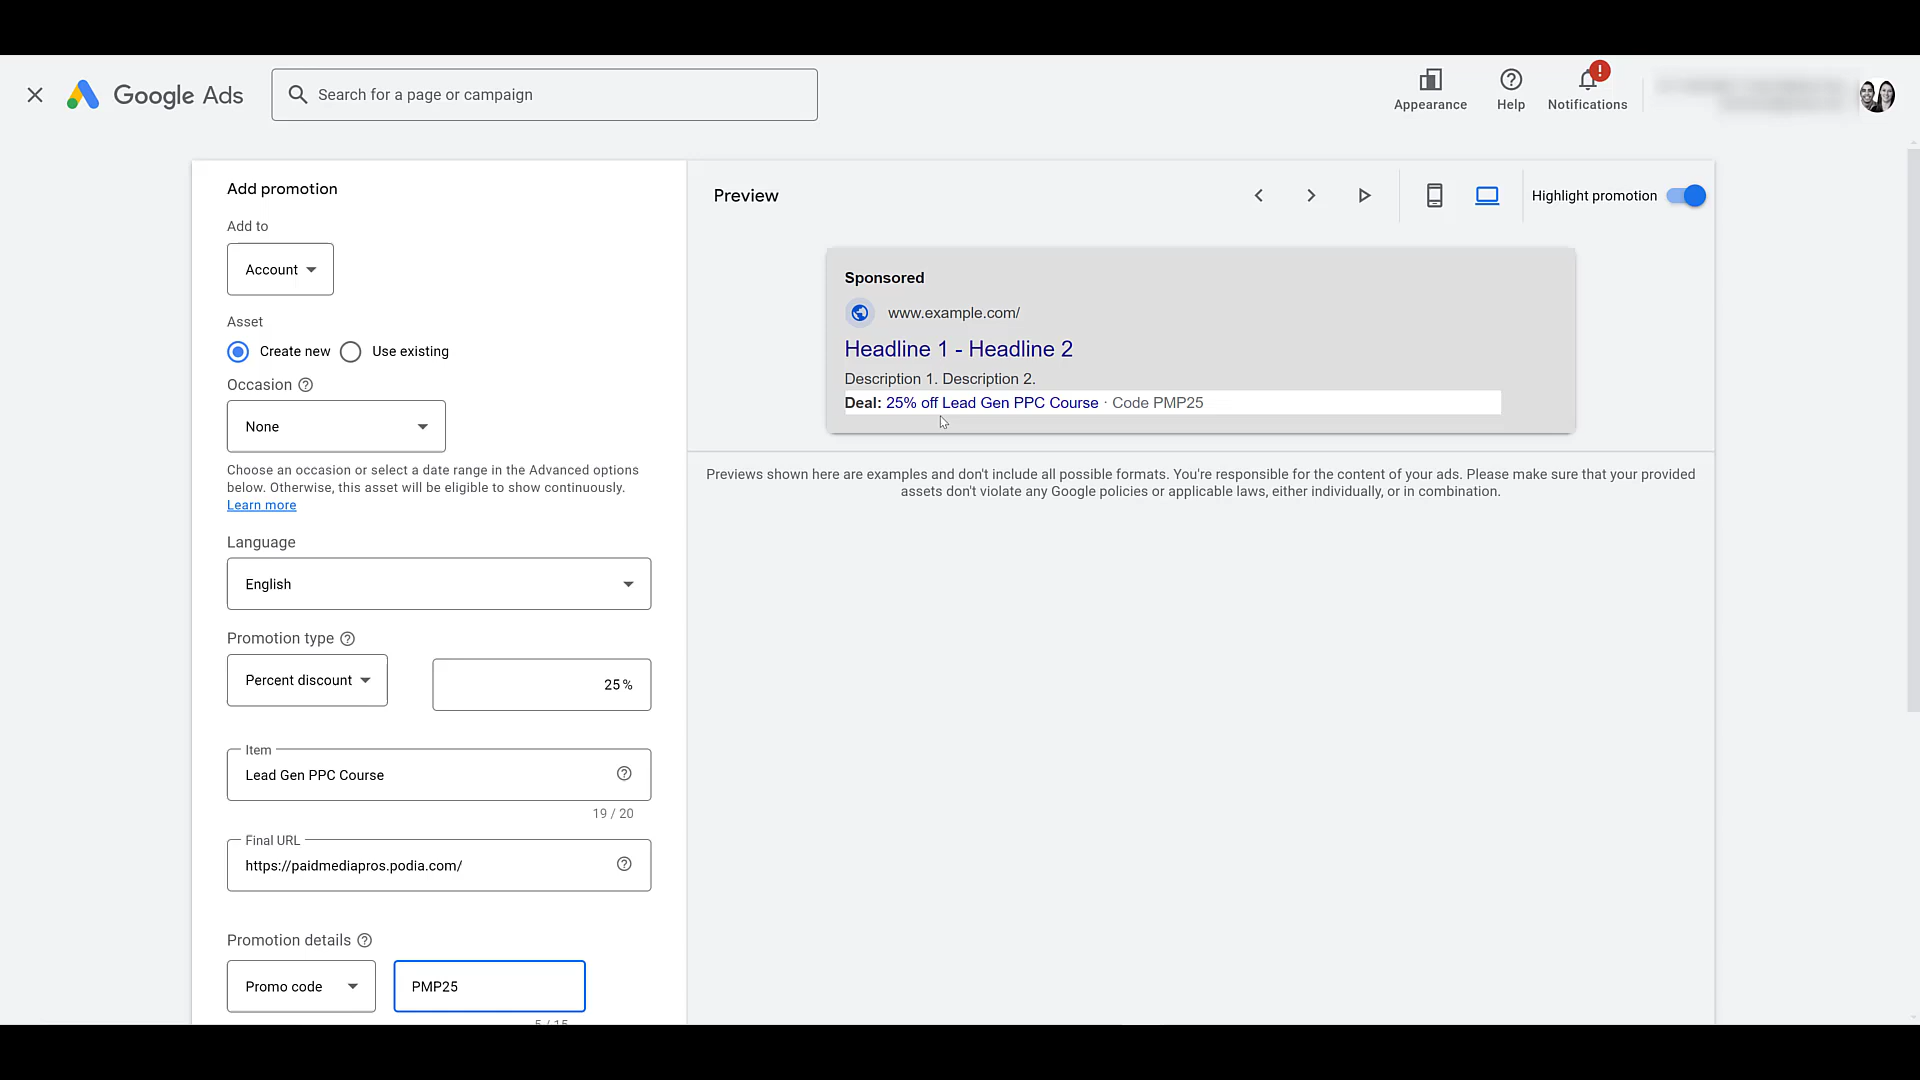 Google Ads
Search for a page or campaign
Appearance
Help
!
Notifications
Add promotion
Add to
Account
Asset
Create new
Use existing
Occasion
None
Choose an occasion or select a date range in the Advanced options
below. Otherwise, this asset will be eligible to show continuously.
Learn more
Language
English
Promotion type
Percent discount
25%
Item
Lead Gen PPC Course
19 / 20
Final URL
https://paidmediapros.podia.com/
Promotion details
Promo code
PMP25
5 / 15
Preview
Highlight promotion
Sponsored
www.example.com/
Headline 1 - Headline 2
Description 1. Description 2.
Deal: 25% off Lead Gen PPC Course · Code PMP25
Previews shown here are examples and don't include all possible formats. You're responsible for the content of your ads. Please make sure that your provided
assets don't violate any Google policies or applicable laws, either individually, or in combination.